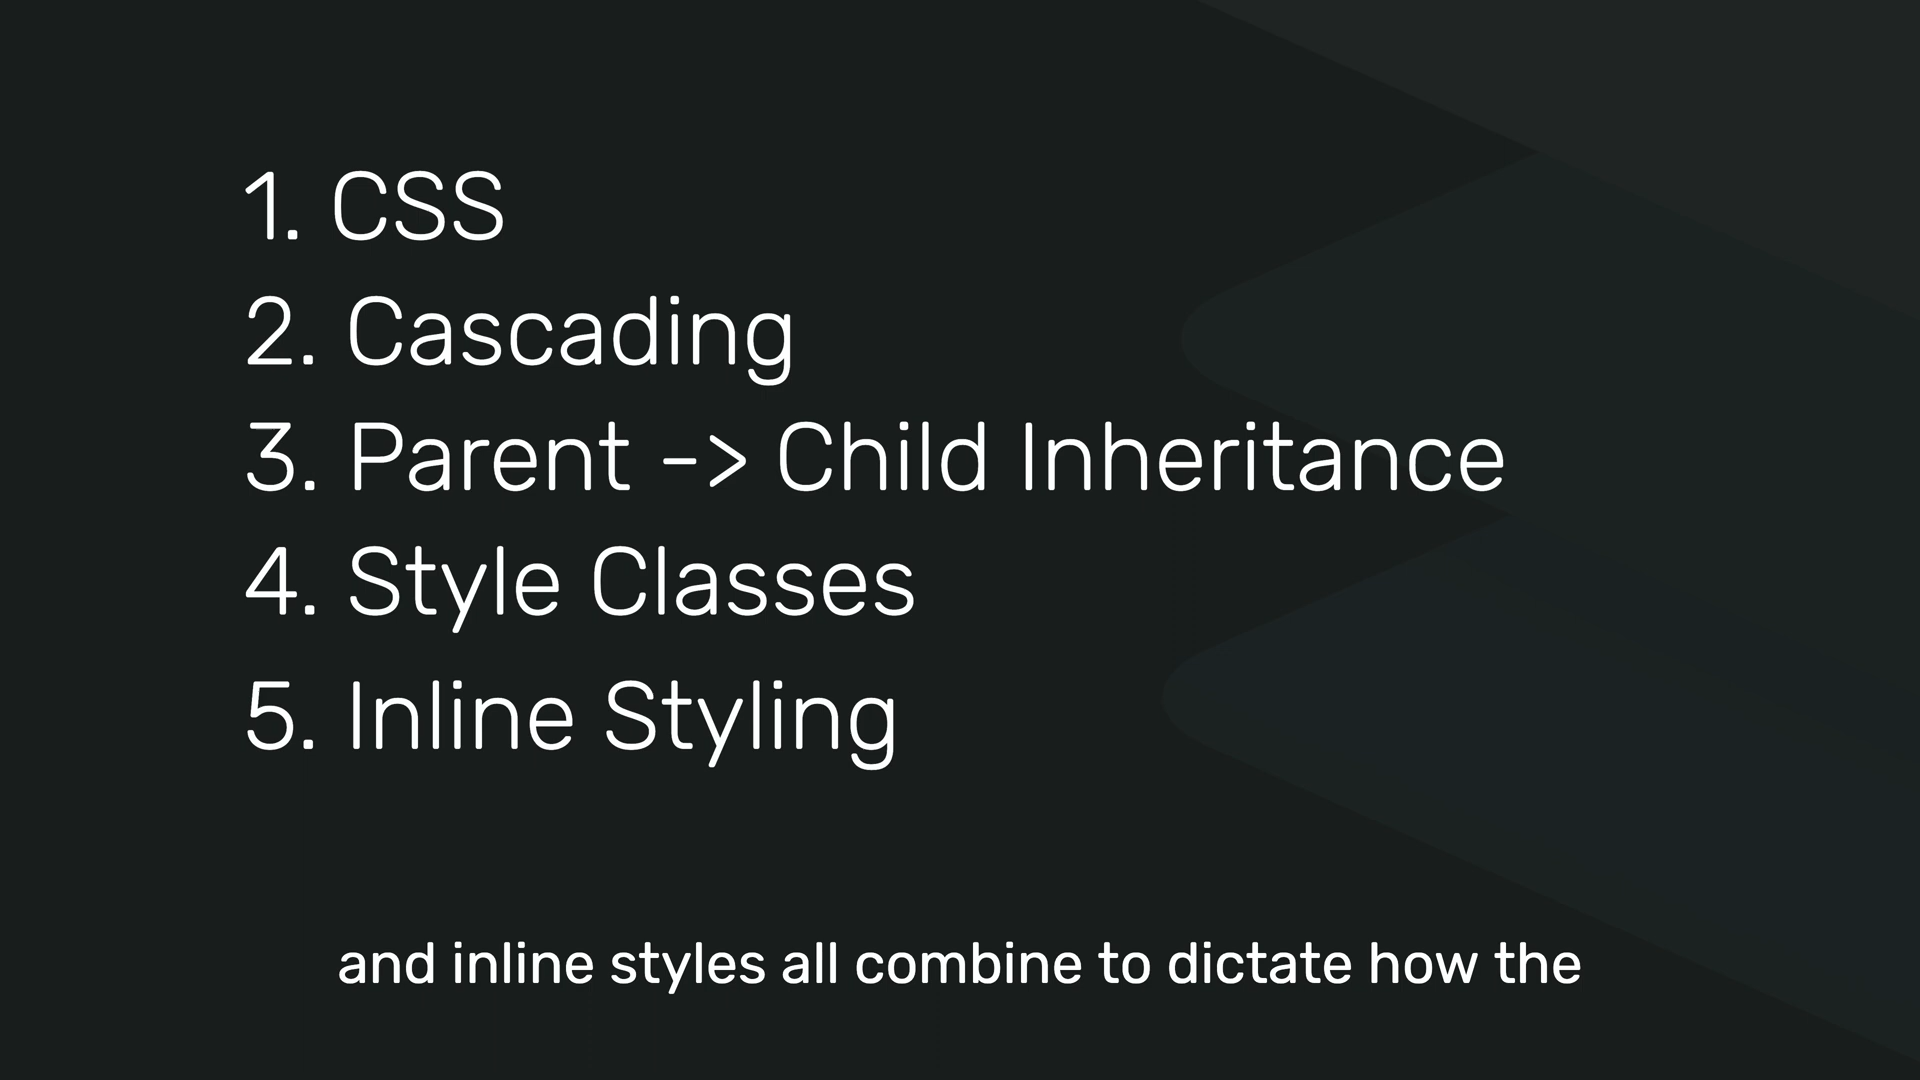 1. CSS
2. Cascading
3. Parent -> Child Inheritance
4. Style Classes
5. Inline Styling
and inline styles all combine to dictate how the